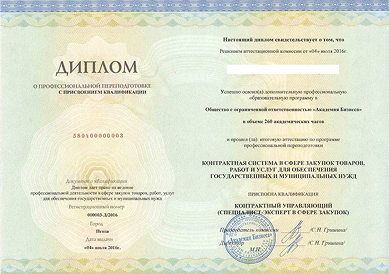 ДИПЛОМ
О ПРОФЕССИОНАЛЬНОЙ ПЕРЕПОДГОТОВКЕ
С ПРИСВОЕНИЕМ КВАЛИФИКАЦИИ
580400000003
Документ о квалификации
Диплом дает право на ведение
профессиональной деятельности в сфере закупок товаров, работ, услуг
для обеспечения государственных и муниципальных нужд
Регистрационный номер
000003-Д/2016
Город
Пенза
Дата выдачи
«04» июля 2016г.
Настоящий диплом свидетельствует о том, что
Решением аттестационной комиссии от «04» июля 2016г.
Успешно освоил(а) дополнительную профессиональную
образовательную программу в
Общество с ограниченной ответственностью «Академия Бизнеса»
в объеме 260 академических часов
и прошел(ла) итоговую аттестацию по программе
профессиональной переподготовки
КОНТРАКТНАЯ СИСТЕМА В СФЕРЕ ЗАКУПОК ТОВАРОВ,
РАБОТ И УСЛУГ ДЛЯ ОБЕСПЕЧЕНИЯ
ГОСУДАРСТВЕННЫХ И МУНИЦИПАЛЬНЫХ НУЖД
ПРИСВОЕНА КВАЛИФИКАЦИЯ
КОНТРАКТНЫЙ УПРАВЛЯЮЩИЙ
(СПЕЦИАЛИСТ-ЭКСПЕРТ В СФЕРЕ ЗАКУПОК)
Председатель
/С.Н. Гришина/
/С.Н. Гришина/
М.П.
Академия Бизнеса